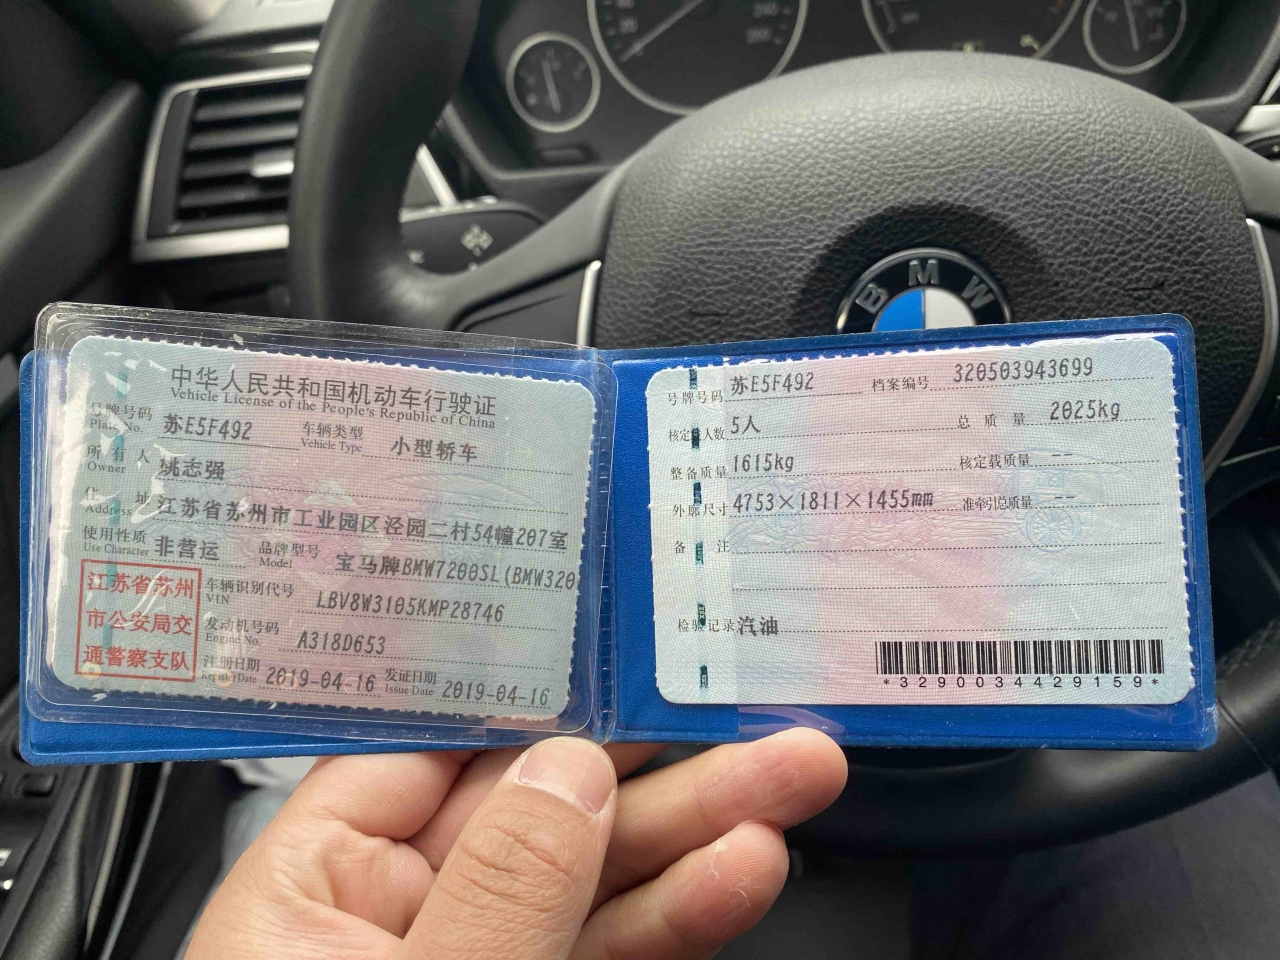 中华人民共和国机动车行驶证
Vehicle License of the People's Republic of China
号牌号码 苏E5F492 车辆类型 小型轿车
Plate No. Vehicle Type
所有人 姚志强
Owner
住址 江苏省苏州市工业园区泾园二村54幢207室
Address
使用性质 非营运 品牌型号 宝马牌BMW7200SL(BMW320
Use Character Model
江苏省苏州
市公安局交
通警察支队
车辆识别代号 LBV8W3105KMP28746
VIN
发动机号码 A318D653
Engine No.
注册日期 2019-04-16 发证日期 2019-04-16
Register Date Issue Date
号牌号码 苏E5F492 档案编号 320503943699
核定载人数 5人 总质量 2025kg
整备质量 1615kg 核定载质量 --
外廓尺寸 4753×1811×1455mm 准牵引总质量 --
备注
检验记录 汽油
*3290034429159*
BMW